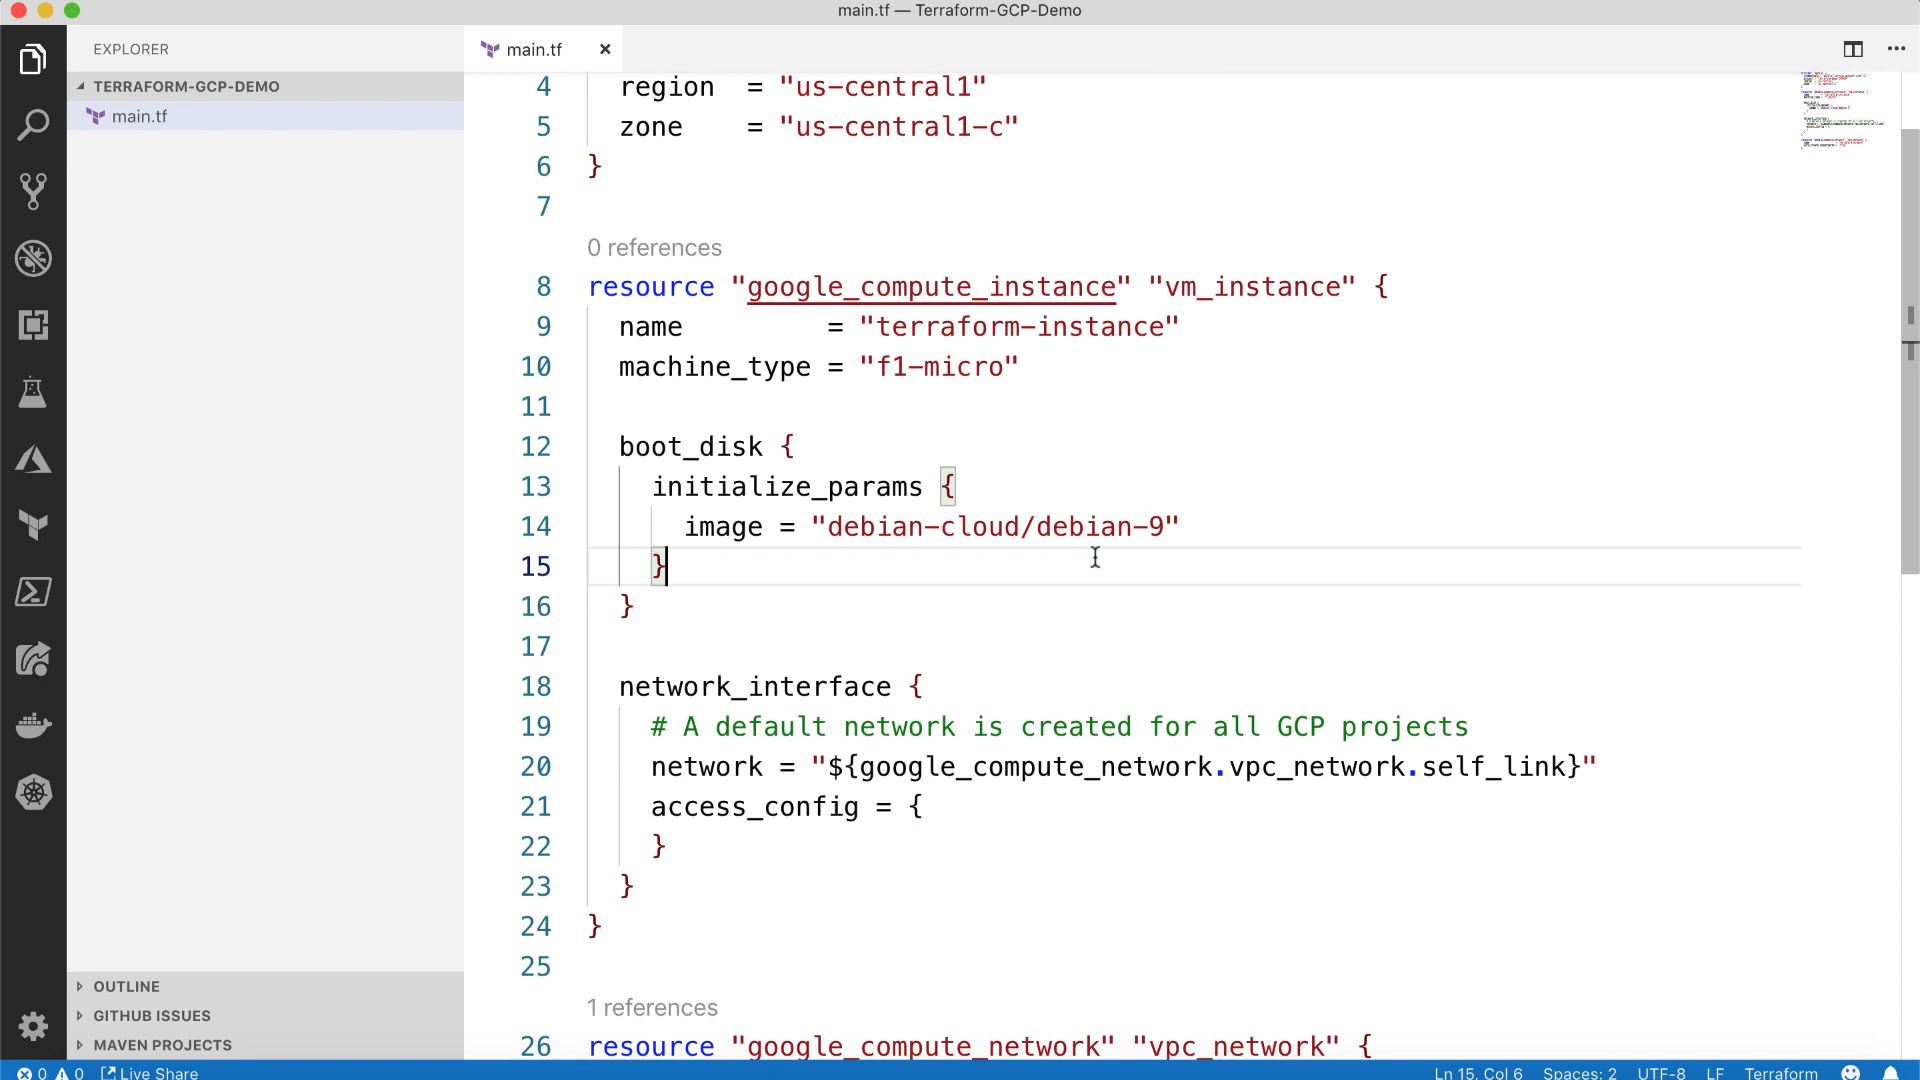 main.tf — Terraform-GCP-Demo
EXPLORER
TERRAFORM-GCP-DEMO
main.tf
OUTLINE
GITHUB ISSUES
MAVEN PROJECTS
main.tf
4 region  = "us-central1"
5 zone    = "us-central1-c"
6 }
7
0 references
8 resource "google_compute_instance" "vm_instance" {
9 name         = "terraform-instance"
10 machine_type = "f1-micro"
11
12 boot_disk {
13 initialize_params {
14 image = "debian-cloud/debian-9"
15 }
16 }
17
18 network_interface {
19 # A default network is created for all GCP projects
20 network = "${google_compute_network.vpc_network.self_link}"
21 access_config = {
22 }
23 }
24 }
25
1 references
26 resource "google_compute_network" "vpc_network" {
0 0 Live Share
Ln 15, Col 6 Spaces: 2 UTF-8 LF Terraform